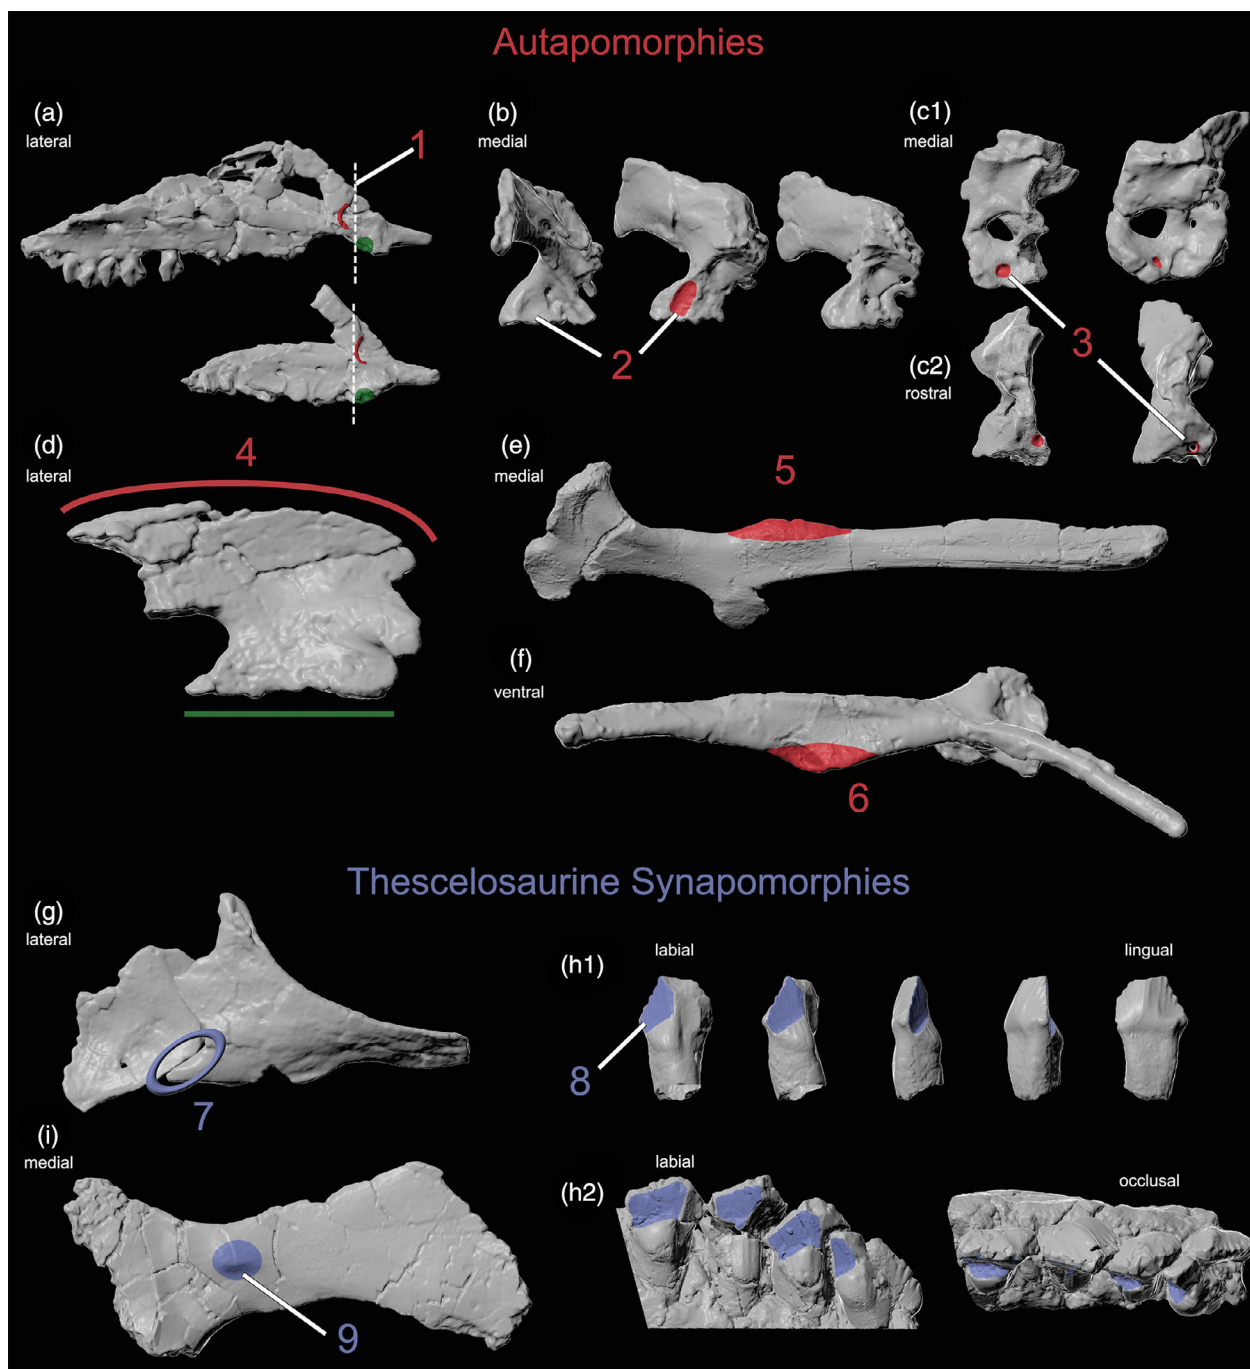 Autapomorphies
(a)
lateral
1
(b)
medial
2
(c1)
medial
3
(c2)
rostral
(d)
lateral
4
(e)
medial
5
(f)
ventral
6
Thescelosaurine Synapomorphies
(g)
lateral
7
(h1)
labial
lingual
8
(i)
medial
9
(h2)
labial
occlusal